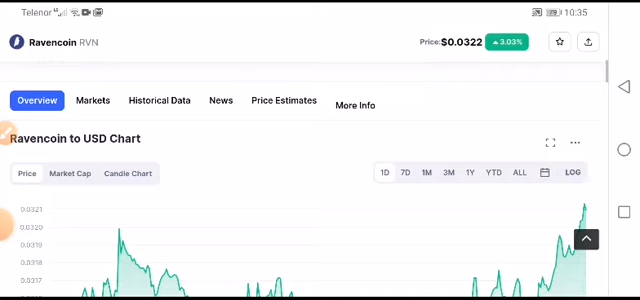 Telenor 10:35
Ravencoin RVN Price: $0.0322 3.03%
Overview Markets Historical Data News Price Estimates More Info
Ravencoin to USD Chart
Price Market Cap Candle Chart 1D 7D 1M 3M 1Y YTD ALL LOG
0.0321
0.0320
0.0319
0.0318
0.0317